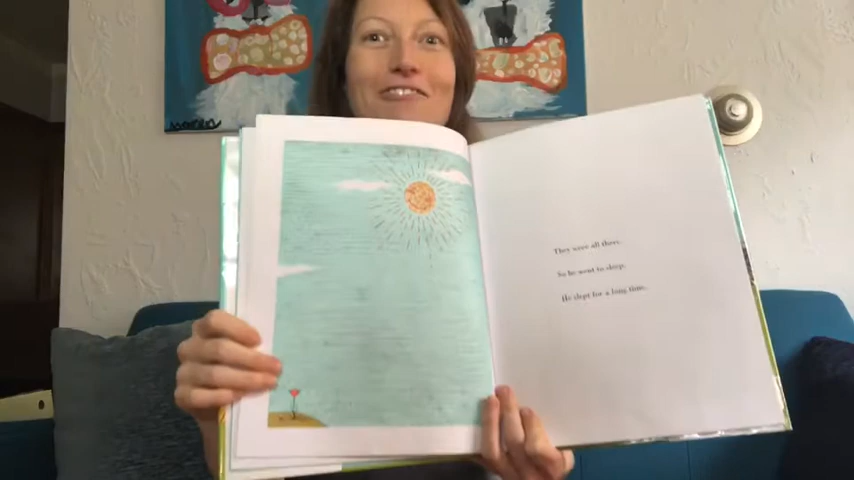 They were all there.
So he went to sleep.
He slept for a long time.